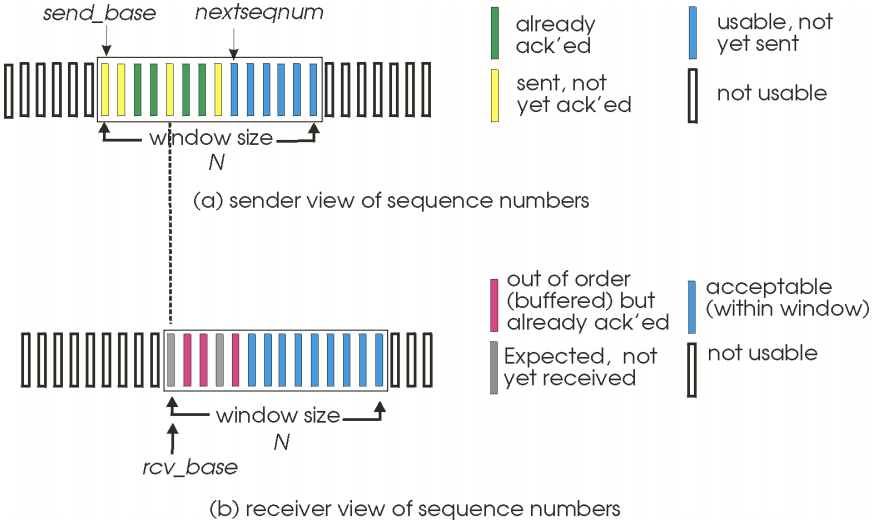 send_base
nextseqnum
already
ack'ed
usable, not
yet sent
sent, not
yet ack'ed
not usable
window size
N
(a) sender view of sequence numbers
out of order
(buffered) but
already ack'ed
acceptable
(within window)
Expected, not
yet received
not usable
window size
N
rcv_base
(b) receiver view of sequence numbers